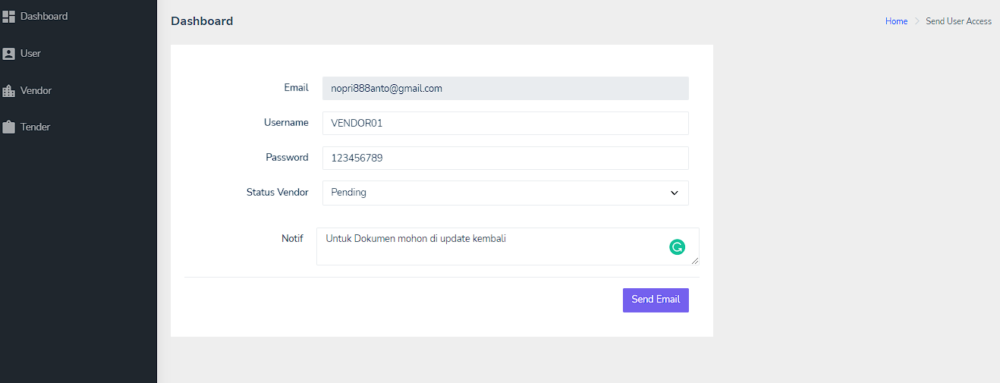 Dashboard
User
Vendor
Tender
Dashboard
Home > Send User Access
Email nopri888anto@gmail.com
Username VENDOR01
Password 123456789
Status Vendor Pending
Notif Untuk Dokumen mohon di update kembali
Send Email